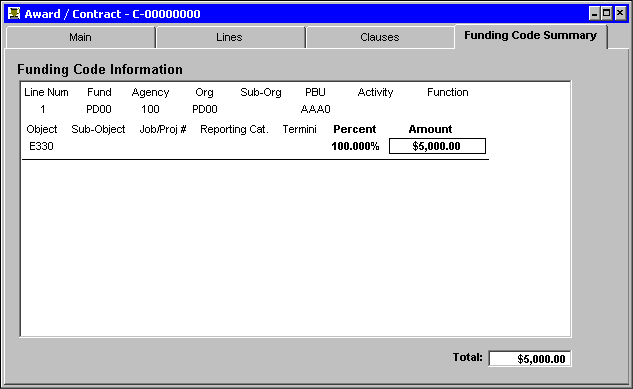 Award / Contract - C-00000000
Main Lines Clauses Funding Code Summary
Funding Code Information
Line Num Fund Agency Org Sub-Org PBU Activity Function
1 PD00 100 PD00 AAA0
Object Sub-Object Job/Proj # Reporting Cat. Termini Percent Amount
E330 100.000% $5,000.00
Total: $5,000.00